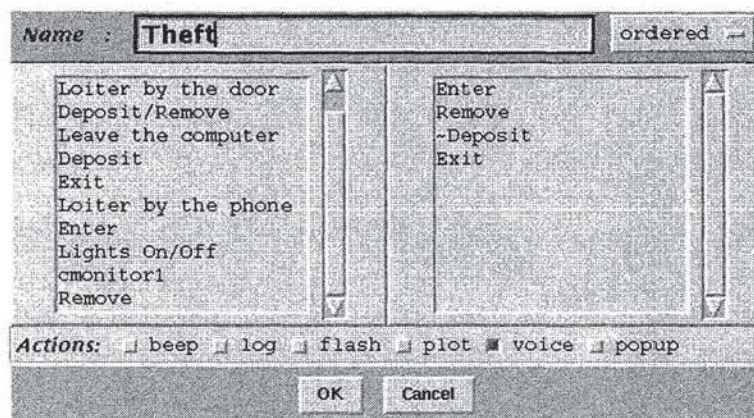 Name : Theft ordered
Loiter by the door
Deposit/Remove
Leave the computer
Deposit
Exit
Loiter by the phone
Enter
Lights On/Off
cmonitor1
Remove
Enter
Remove
~Deposit
Exit
Actions: beep log flash plot voice popup
OK Cancel